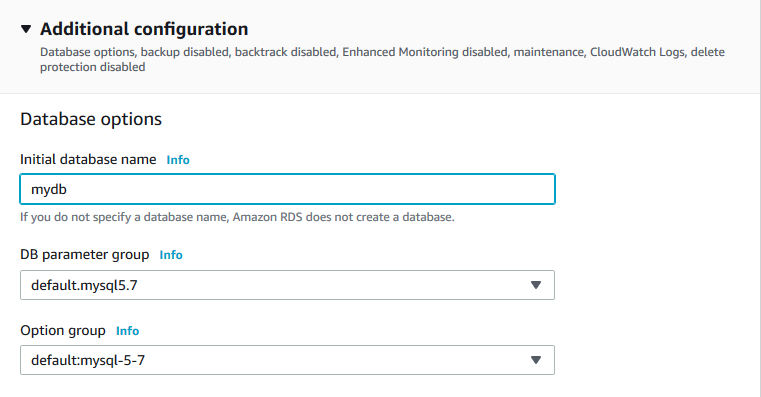 Additional configuration
Database options, backup disabled, backtrack disabled, Enhanced Monitoring disabled, maintenance, CloudWatch Logs, delete
protection disabled
Database options
Initial database name Info
mydb
If you do not specify a database name, Amazon RDS does not create a database.
DB parameter group Info
default.mysql5.7
Option group Info
default:mysql-5-7